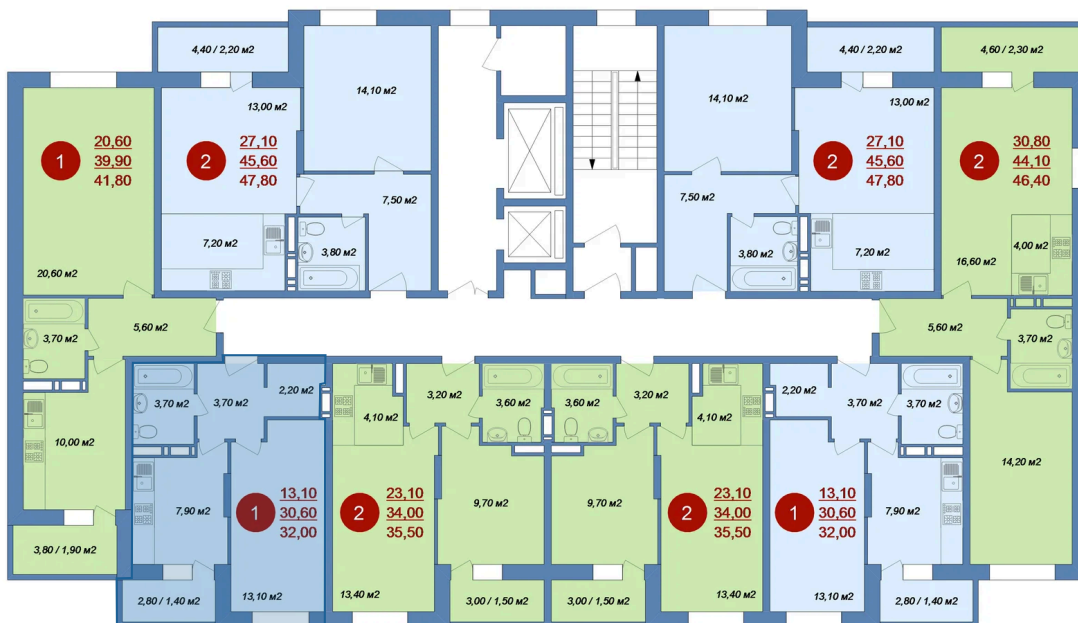 4,40 / 2,20 м2
4,40 / 2,20 м2
4,60 / 2,30 м2
14,10 м2
14,10 м2
13,00 м2
13,00 м2
1
20,60
39,90
41,80
2
27,10
45,60
47,80
2
27,10
45,60
47,80
2
30,80
44,10
46,40
7,50 м2
7,50 м2
7,20 м2
3,80 м2
3,80 м2
7,20 м2
4,00 м2
20,60 м2
16,60 м2
5,60 м2
5,60 м2
3,70 м2
3,70 м2
3,70 м2
3,70 м2
2,20 м2
4,10 м2
3,20 м2
3,60 м2
3,60 м2
3,20 м2
4,10 м2
2,20 м2
3,70 м2
3,70 м2
10,00 м2
14,20 м2
7,90 м2
1
13,10
30,60
32,00
2
23,10
34,00
35,50
9,70 м2
9,70 м2
2
23,10
34,00
35,50
1
13,10
30,60
32,00
7,90 м2
3,80 / 1,90 м2
2,80 / 1,40 м2
13,10 м2
13,40 м2
3,00 / 1,50 м2
3,00 / 1,50 м2
13,40 м2
13,10 м2
2,80 / 1,40 м2